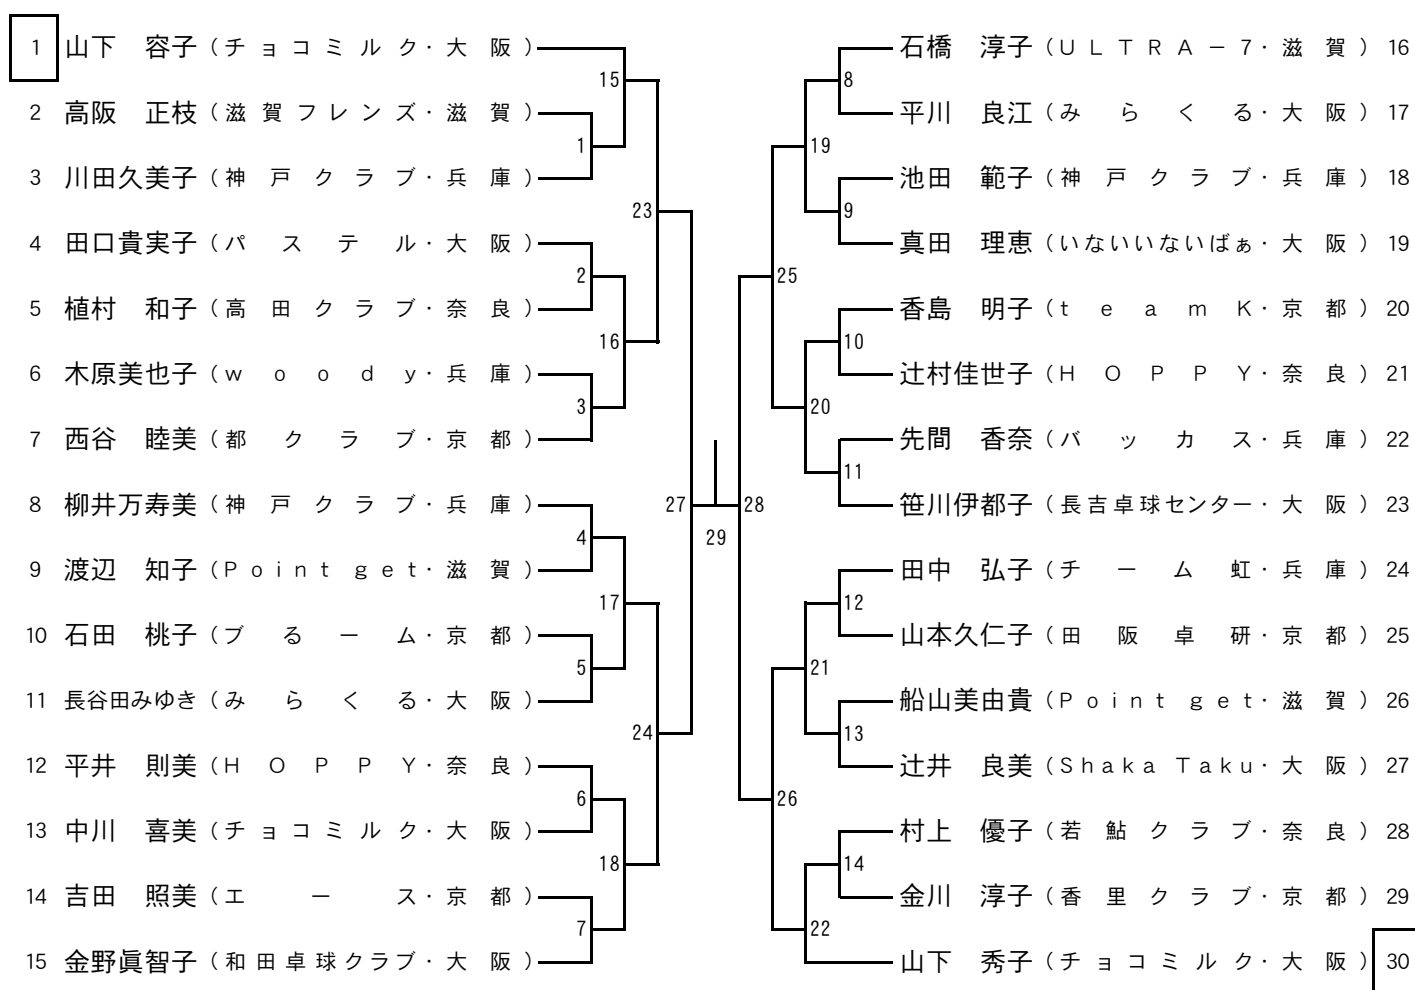 1 山下　容子（チョコミルク・大阪）
2 高阪　正枝（滋賀フレンズ・滋賀）
3 川田久美子（神戸クラブ・兵庫）
4 田口貴実子（パステル・大阪）
5 植村　和子（高田クラブ・奈良）
6 木原美也子（woody・兵庫）
7 西谷　睦美（都クラブ・京都）
8 柳井万寿美（神戸クラブ・兵庫）
9 渡辺　知子（Point get・滋賀）
10 石田　桃子（ブるーム・京都）
11 長谷田みゆき（みらくる・大阪）
12 平井　則美（HOPPY・奈良）
13 中川　喜美（チョコミルク・大阪）
14 吉田　照美（エース・京都）
15 金野眞智子（和田卓球クラブ・大阪）
15
1
23
2
16
3
27
4
17
5
24
6
18
7
29
28
8
19
9
25
10
20
11
12
21
13
26
14
22
石橋　淳子（ULTRA－7・滋賀）16
平川　良江（みらくる・大阪）17
池田　範子（神戸クラブ・兵庫）18
真田　理恵（いないいないばぁ・大阪）19
香島　明子（teamK・京都）20
辻村佳世子（HOPPY・奈良）21
先間　香奈（バッカス・兵庫）22
笹川伊都子（長吉卓球センター・大阪）23
田中　弘子（チーム虹・兵庫）24
山本久仁子（田阪卓研・京都）25
船山美由貴（Point get・滋賀）26
辻井　良美（Shaka Taku・大阪）27
村上　優子（若鮎クラブ・奈良）28
金川　淳子（香里クラブ・京都）29
山下　秀子（チョコミルク・大阪）30